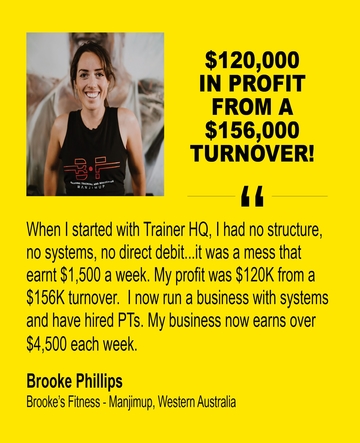 $120,000
IN PROFIT
FROM A
$156,000
TURNOVER!
“
When I started with Trainer HQ, I had no structure,
no systems, no direct debit...it was a mess that
earnt $1,500 a week. My profit was $120K from a
$156K turnover. I now run a business with systems
and have hired PTs. My business now earns over
$4,500 each week.
Brooke Phillips
Brooke's Fitness - Manjimup, Western Australia
MANJIMUP